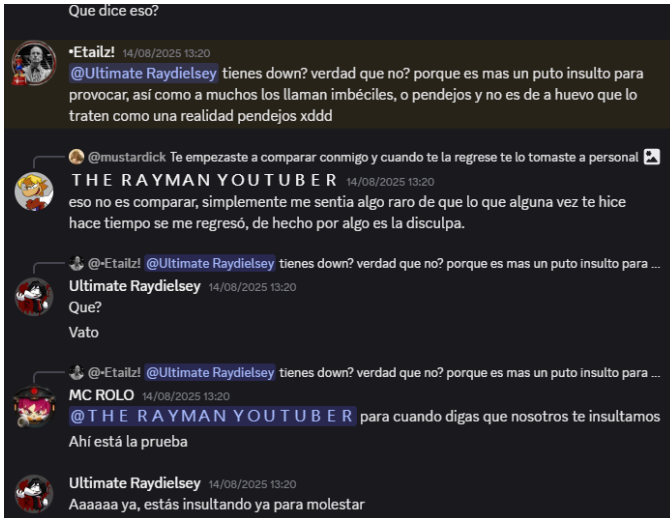 Que dice eso?
•Etailz! 14/08/2025 13:20
@Ultimate Raydielsey tienes down? verdad que no? porque es mas un puto insulto para
provocar, así como a muchos los llaman imbéciles, o pendejos y no es de a huevo que lo
traten como una realidad pendejos xddd
@mustardick Te empezaste a comparar conmigo y cuando te la regrese te lo tomaste a personal
T H E R A Y M A N Y O U T U B E R 14/08/2025 13:20
eso no es comparar, simplemente me sentia algo raro de que lo que alguna vez te hice
hace tiempo se me regresó, de hecho por algo es la disculpa.
@•Etailz! @Ultimate Raydielsey tienes down? verdad que no? porque es mas un puto insulto para ...
Ultimate Raydielsey 14/08/2025 13:20
Que?
Vato
@•Etailz! @Ultimate Raydielsey tienes down? verdad que no? porque es mas un puto insulto para ...
MC ROLO 14/08/2025 13:20
@T H E R A Y M A N Y O U T U B E R para cuando digas que nosotros te insultamos
Ahí está la prueba
Ultimate Raydielsey 14/08/2025 13:20
Aaaaaa ya, estás insultando ya para molestar